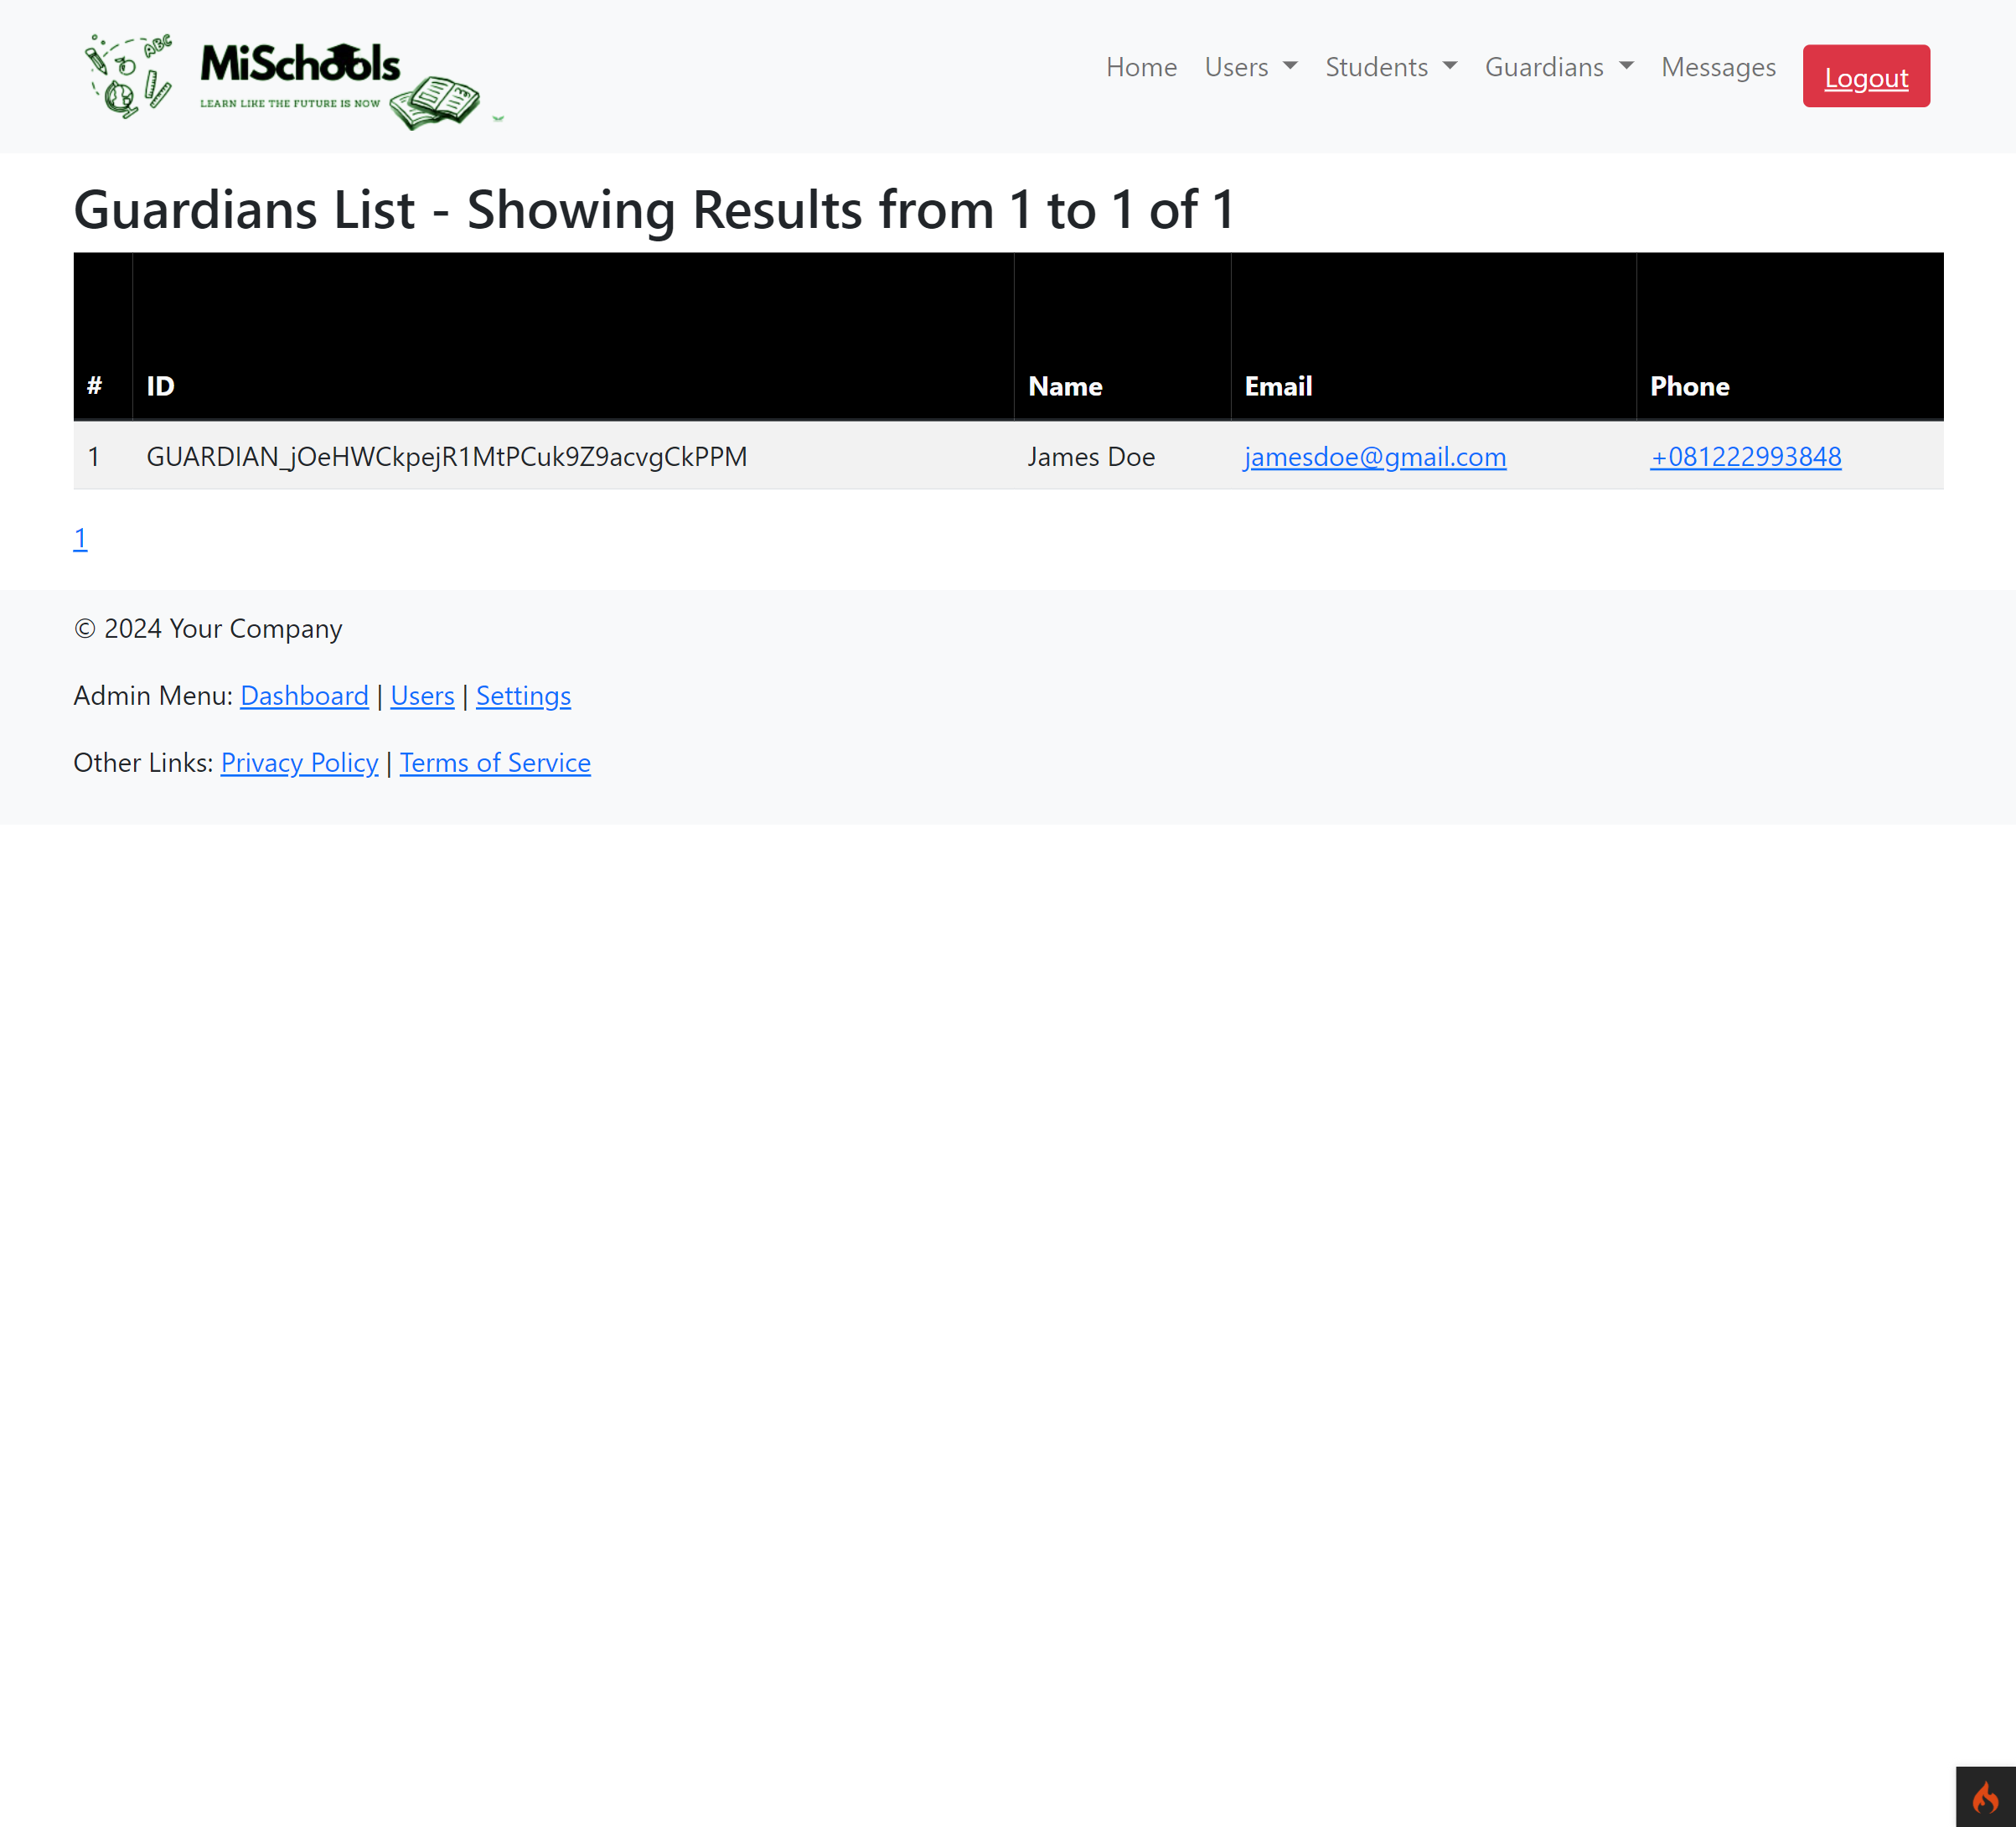 ABC
MiSchools
LEARN LIKE THE FUTURE IS NOW
Home Users Students Guardians Messages Logout
Guardians List - Showing Results from 1 to 1 of 1
# ID Name Email Phone
1 GUARDIAN_jOeHWCkpejR1MtPCuk9Z9acvgCkPPM James Doe jamesdoe@gmail.com +081222993848
1
© 2024 Your Company
Admin Menu: Dashboard | Users | Settings
Other Links: Privacy Policy | Terms of Service